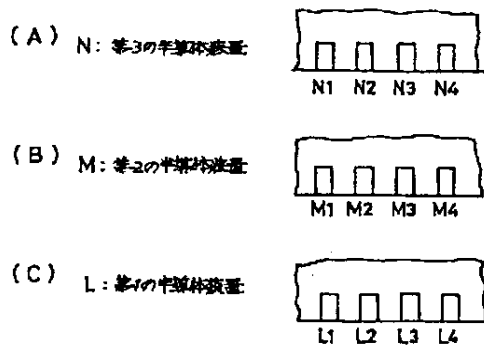 (A) N: 第3の半導体装置
N1 N2 N3 N4
(B) M: 第2の半導体装置
M1 M2 M3 M4
(C) L: 第1の半導体装置
L1 L2 L3 L4